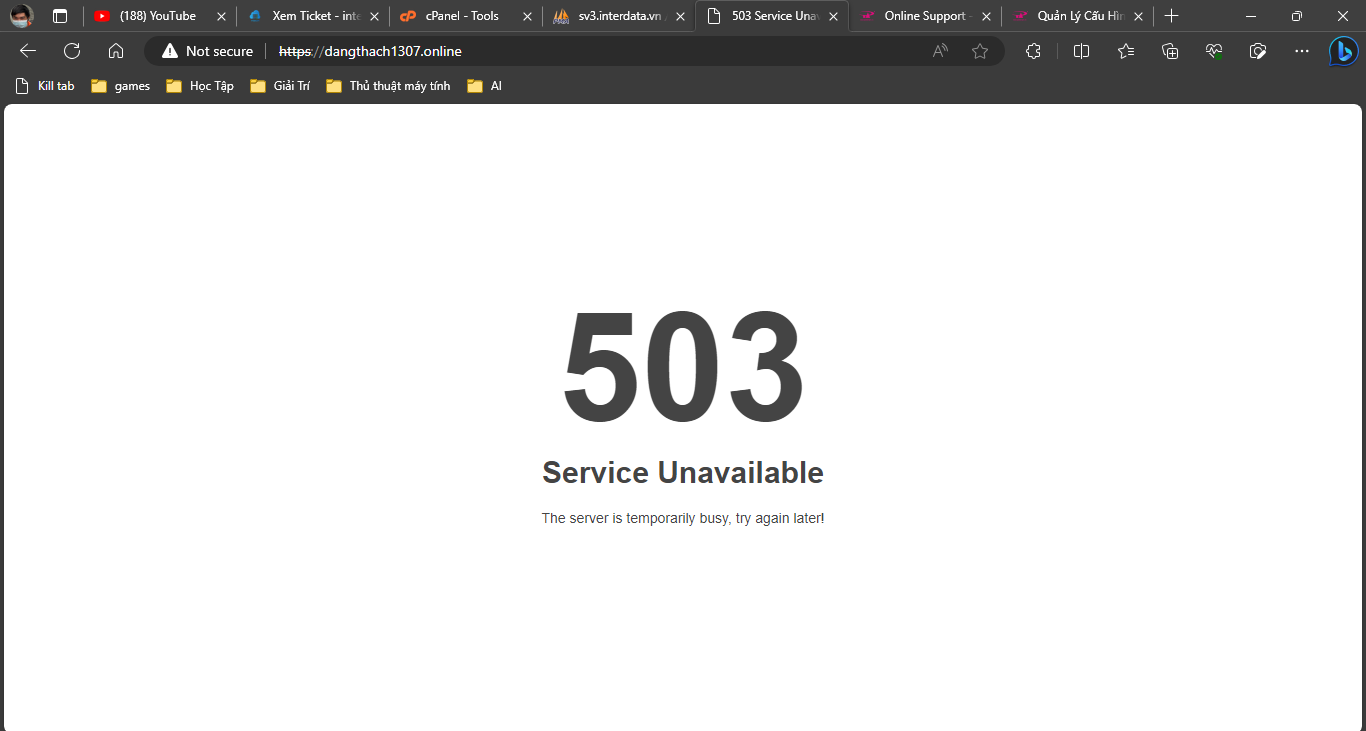 (188) YouTube
Xem Ticket - inte
cPanel - Tools
sv3.interdata.vn /
503 Service Unav
Online Support -
Quản Lý Cấu Hìn
Not secure
https://dangthach1307.online
Kill tab
games
Học Tập
Giải Trí
Thủ thuật máy tính
AI
503
Service Unavailable
The server is temporarily busy, try again later!